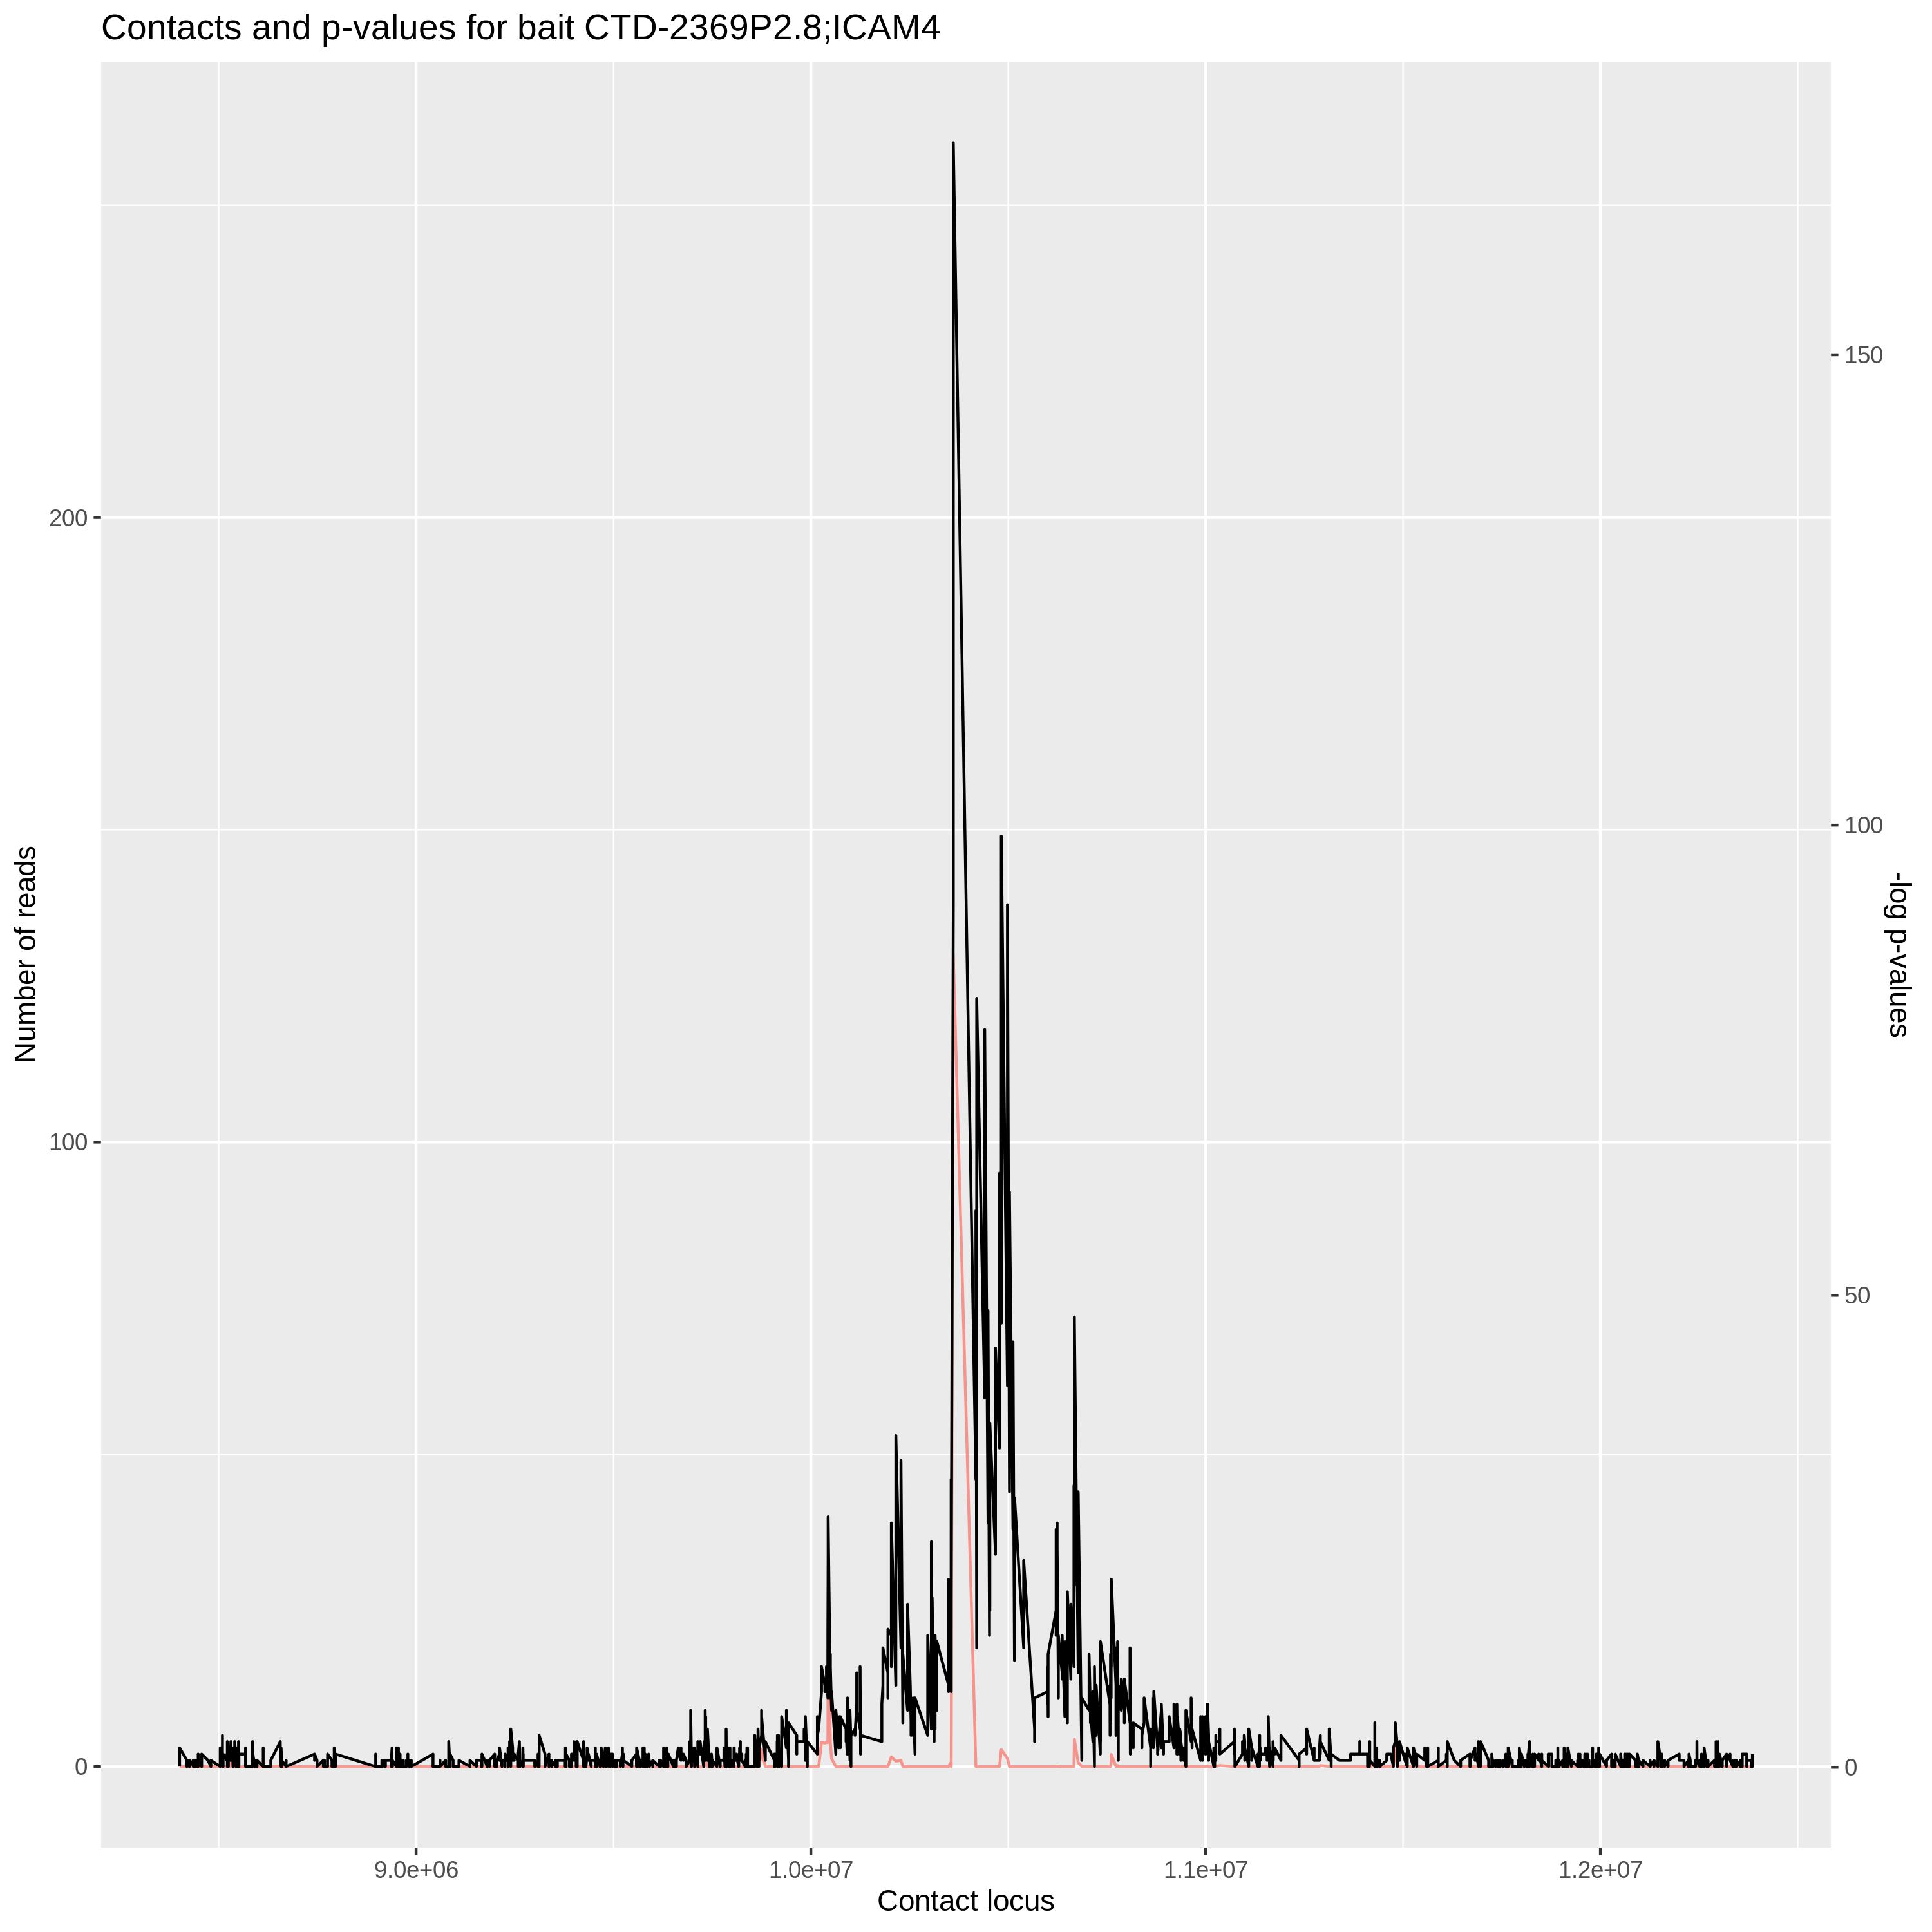 Contacts and p-values for bait CTD-2369P2.8;ICAM4
Number of reads
200
100
0
150
100
50
0
-log p-values
9.0e+06
1.0e+07
1.1e+07
1.2e+07
Contact locus